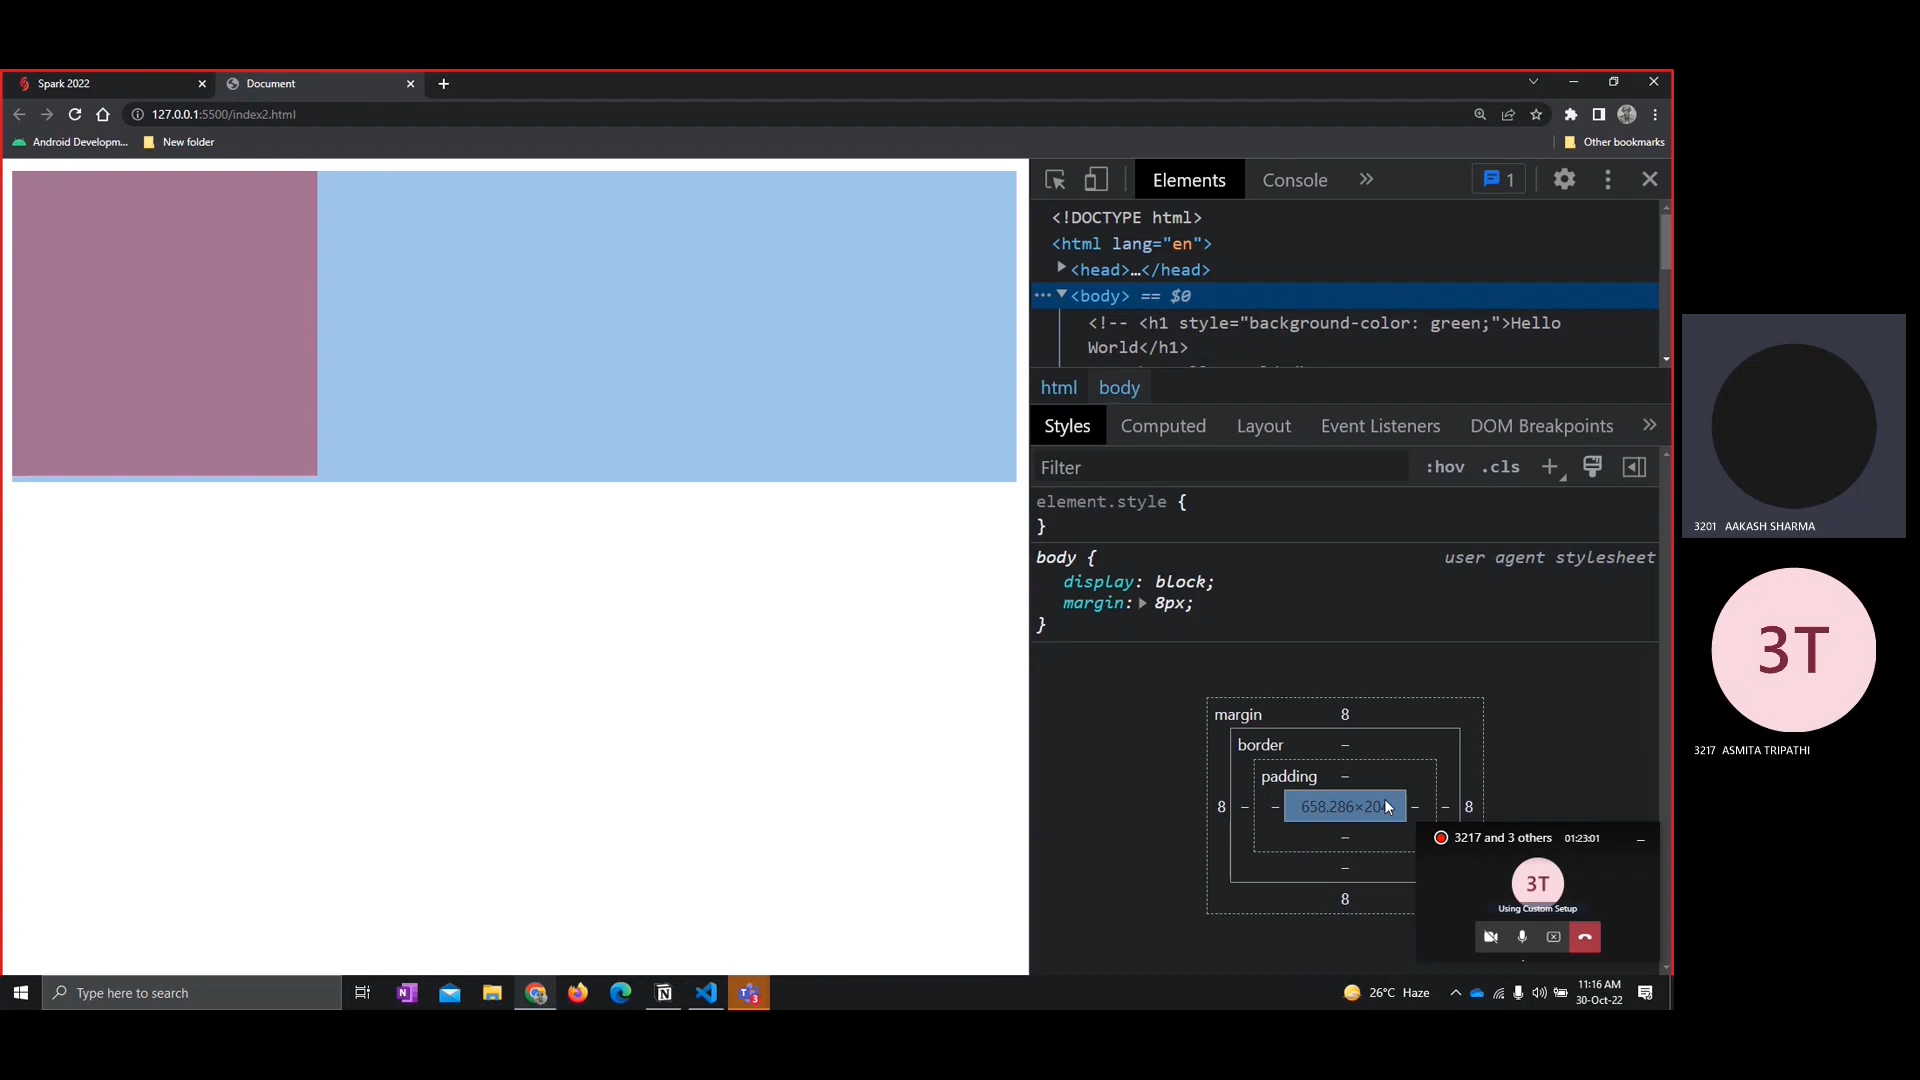 Spark 2022
Document
127.0.0.1:5500/index2.html
Android Developm...
New folder
Other bookmarks
Elements
Console
1
<!DOCTYPE html>
<html lang="en">
<head>…</head>
<body> == $0
<!-- <h1 style="background-color: green;">Hello
World</h1>
html body
Styles
Computed
Layout
Event Listeners
DOM Breakpoints
Filter
:hov .cls
element.style {
}
body {
user agent stylesheet
display: block;
margin: 8px;
}
margin 8
border –
padding –
8 – – 658.286×20 – – 8
–
–
8
3217 and 3 others 01:23:01
3T
Using Custom Setup
3201 AAKASH SHARMA
3T
3217 ASMITA TRIPATHI
Type here to search
26°C Haze
11:16 AM
30-Oct-22